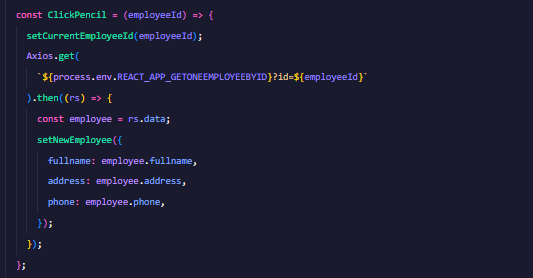 const ClickPencil = (employeeId) => {
setCurrentEmployeeId(employeeId);
Axios.get(
`${process.env.REACT_APP_GETONEEMPLOYEEBYID}?id=${employeeId}`
).then((rs) => {
const employee = rs.data;
setNewEmployee({
fullname: employee.fullname,
address: employee.address,
phone: employee.phone,
});
});
};